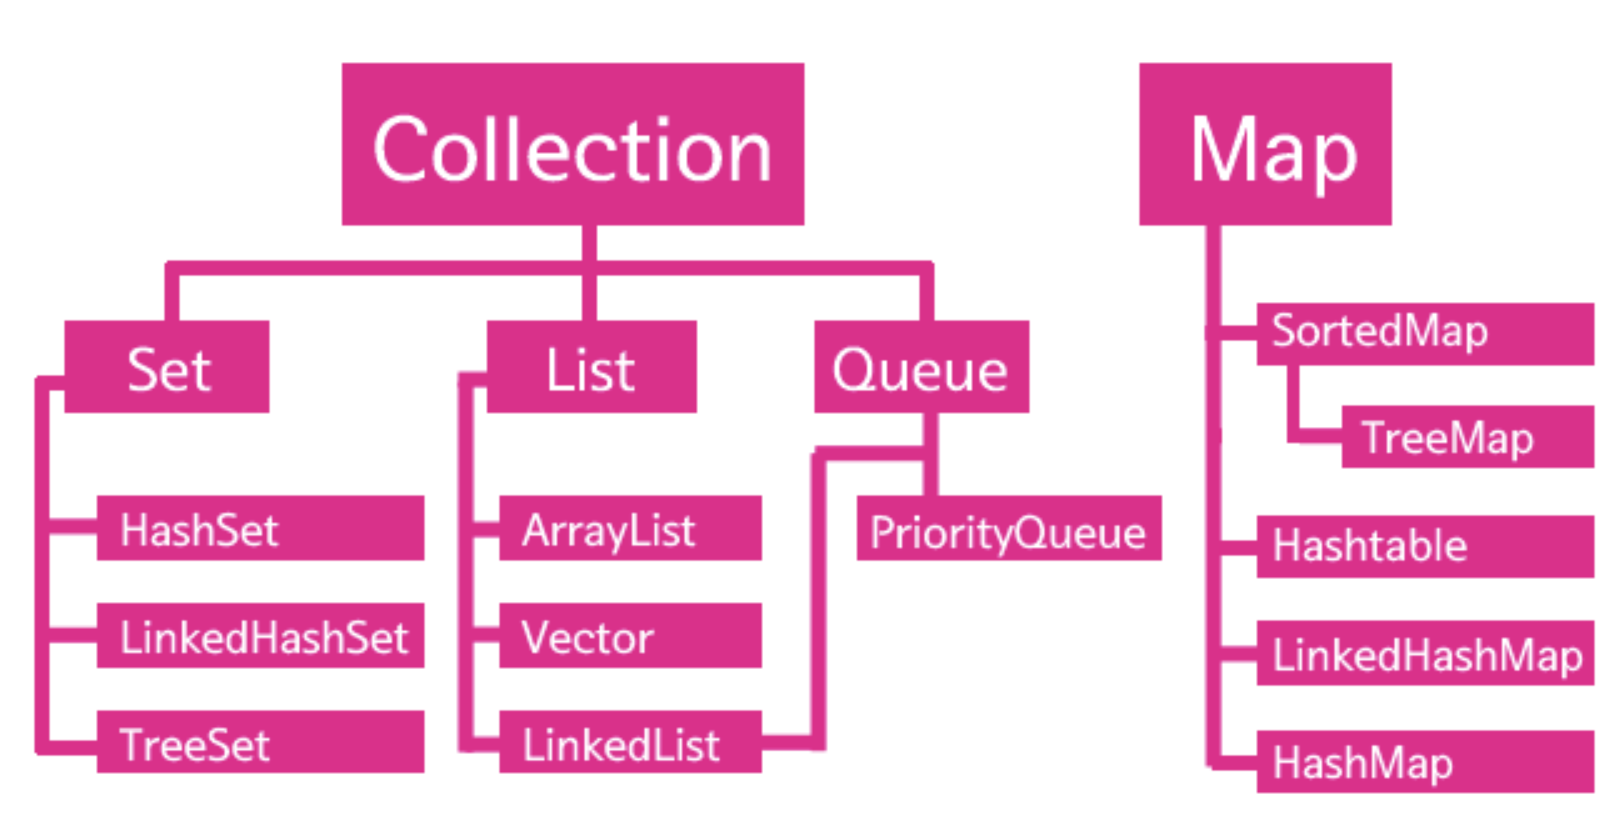 Collection
Map
Set
List
Queue
SortedMap
TreeMap
HashSet
ArrayList
PriorityQueue
Hashtable
LinkedHashSet
Vector
LinkedHashMap
TreeSet
LinkedList
HashMap